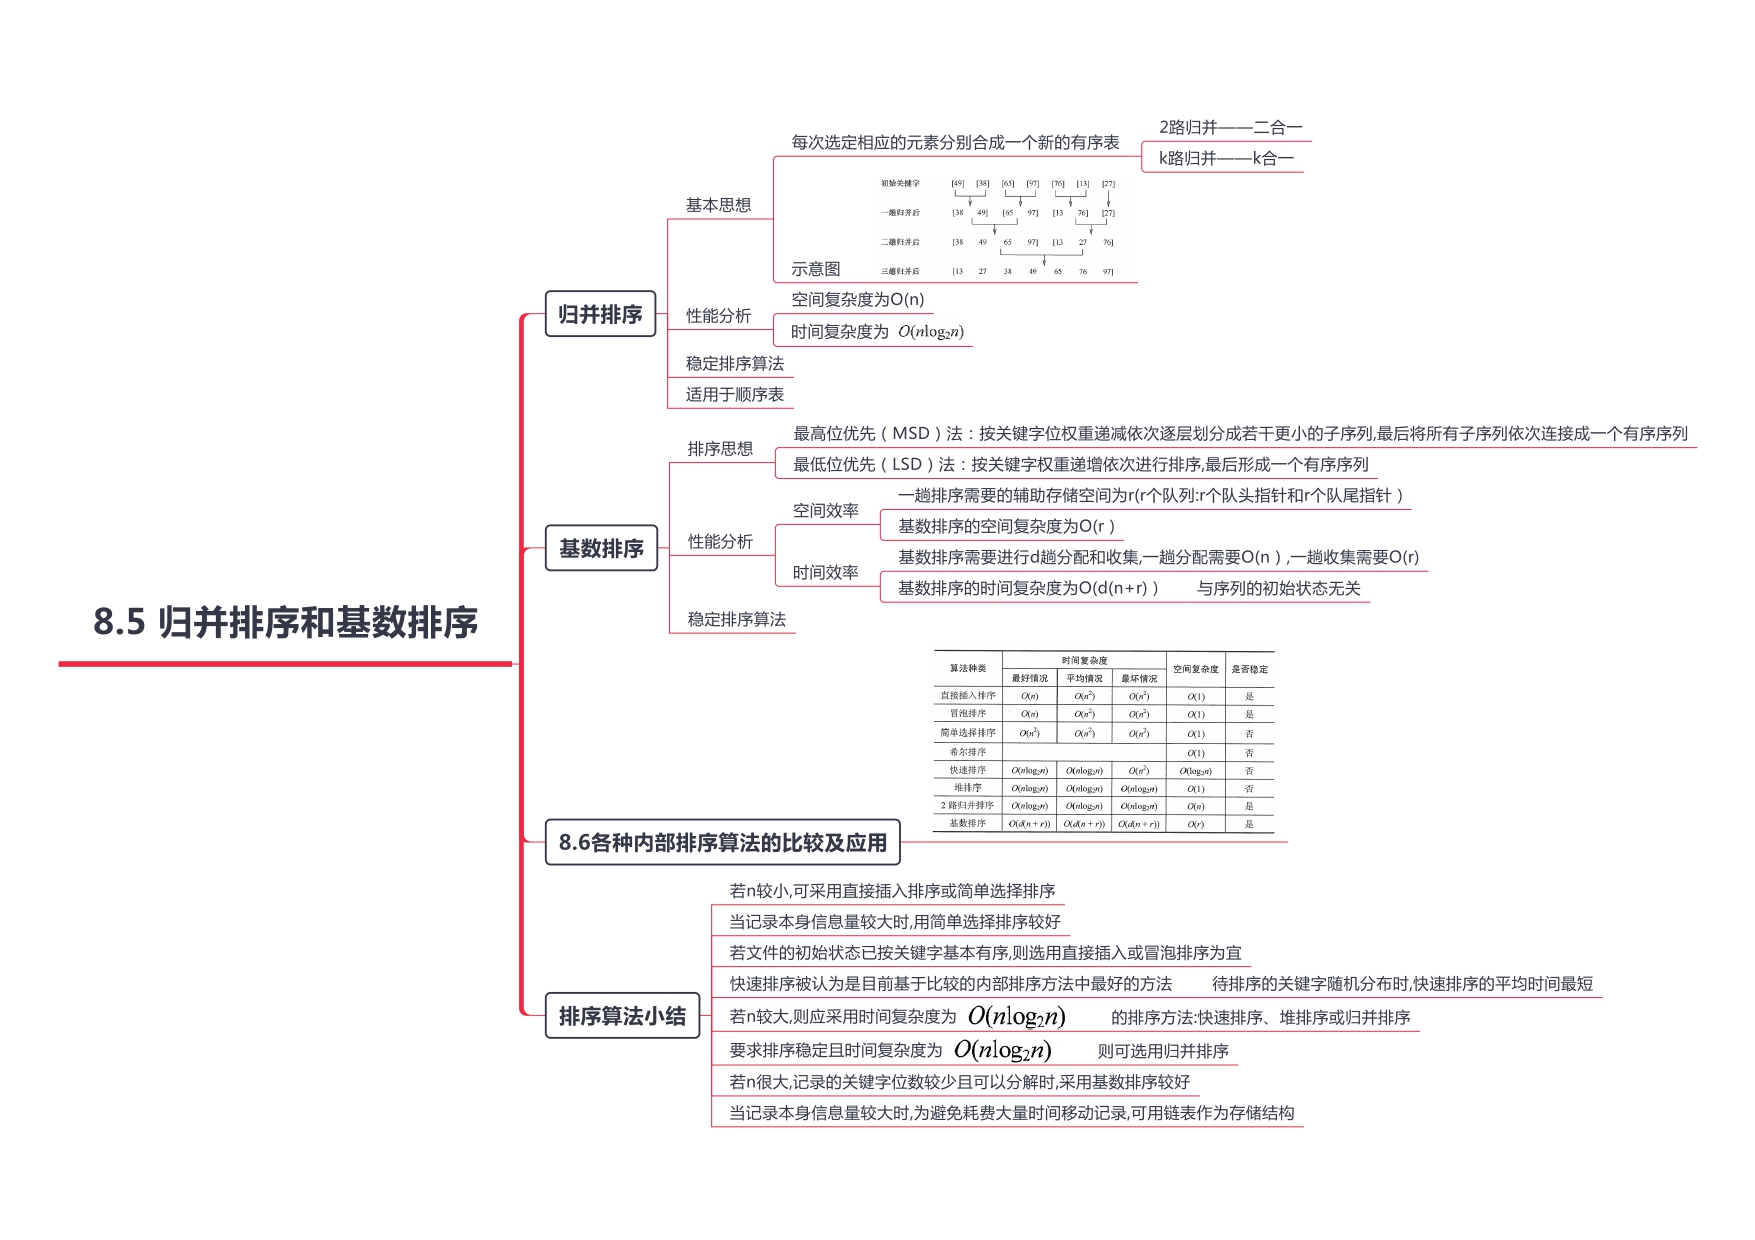 8.5 归并排序和基数排序
归并排序
基本思想
每次选定相应的元素分别合成一个新的有序表
2路归并——二合一
k路归并——k合一
示意图
初始关键字 [49] [38] [65] [97] [76] [13] [27]
一趟归并后 [38 49] [65 97] [13 76] [27]
二趟归并后 [38 49 65 97] [13 27 76]
三趟归并后 [13 27 38 49 65 76 97]
性能分析
空间复杂度为O(n)
时间复杂度为 O(nlog₂n)
稳定排序算法
适用于顺序表
基数排序
排序思想
最高位优先（MSD）法：按关键字位权重递减依次逐层划分成若干更小的子序列,最后将所有子序列依次连接成一个有序序列
最低位优先（LSD）法：按关键字权重递增依次进行排序,最后形成一个有序序列
性能分析
空间效率
一趟排序需要的辅助存储空间为r(r个队列:r个队头指针和r个队尾指针）
基数排序的空间复杂度为O(r）
时间效率
基数排序需要进行d趟分配和收集,一趟分配需要O(n）,一趟收集需要O(r)
基数排序的时间复杂度为O(d(n+r)） 与序列的初始状态无关
稳定排序算法
8.6各种内部排序算法的比较及应用
算法种类 时间复杂度 空间复杂度 是否稳定
最好情况 平均情况 最坏情况
直接插入排序 O(n) O(n²) O(n²) O(1) 是
冒泡排序 O(n) O(n²) O(n²) O(1) 是
简单选择排序 O(n²) O(n²) O(n²) O(1) 否
希尔排序 O(1) 否
快速排序 O(nlog₂n) O(nlog₂n) O(n²) O(log₂n) 否
堆排序 O(nlog₂n) O(nlog₂n) O(nlog₂n) O(1) 否
2 路归并排序 O(nlog₂n) O(nlog₂n) O(nlog₂n) O(n) 是
基数排序 O(d(n + r)) O(d(n + r)) O(d(n + r)) O(r) 是
排序算法小结
若n较小,可采用直接插入排序或简单选择排序
当记录本身信息量较大时,用简单选择排序较好
若文件的初始状态已按关键字基本有序,则选用直接插入或冒泡排序为宜
快速排序被认为是目前基于比较的内部排序方法中最好的方法 待排序的关键字随机分布时,快速排序的平均时间最短
若n较大,则应采用时间复杂度为 O(nlog₂n) 的排序方法:快速排序、堆排序或归并排序
要求排序稳定且时间复杂度为 O(nlog₂n) 则可选用归并排序
若n很大,记录的关键字位数较少且可以分解时,采用基数排序较好
当记录本身信息量较大时,为避免耗费大量时间移动记录,可用链表作为存储结构